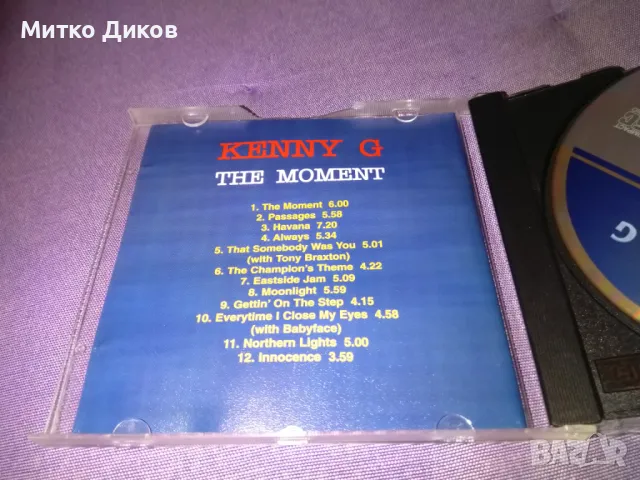 Митко Диков
KENNY G
THE MOMENT
1. The Moment 6.00
2. Passages 5.58
3. Havana 7.20
4. Always 5.34
5. That Somebody Was You 5.01
(with Tony Braxton)
6. The Champion's Theme 4.22
7. Eastside Jam 5.09
8. Moonlight 5.59
9. Gettin' On The Step 4.15
10. Everytime I Close My Eyes 4.58
(with Babyface)
11. Northern Lights 5.00
12. Innocence 3.59
G
BAZAR